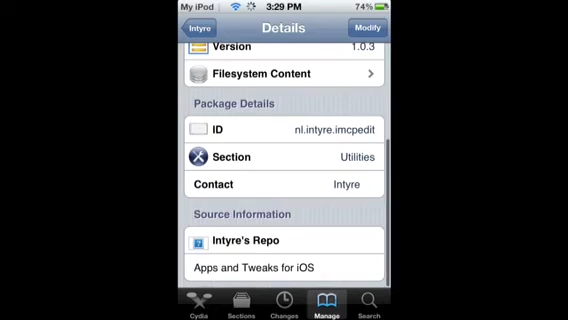 My iPod 3:29 PM 74%
Intyre Details Modify
Version 1.0.3
Filesystem Content
Package Details
ID nl.intyre.imcpedit
Section Utilities
Contact Intyre
Source Information
Intyre's Repo
Apps and Tweaks for iOS
Cydia Sections Changes Manage Search